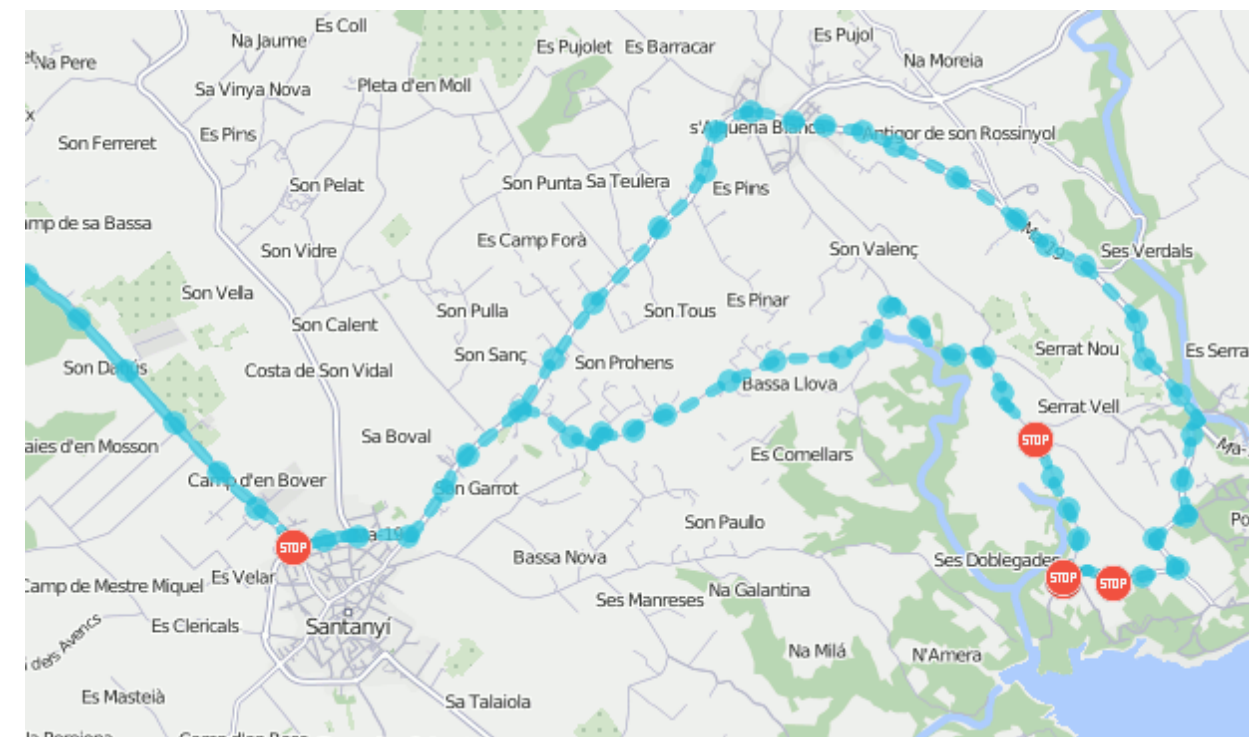 Es Coll
Na Jaume
Es Pujolet
Es Barracar
Es Pujol
Na Pere
Na Moreia
Sa Vinya Nova
Pleta d'en Moll
Son Ferreret
Es Pins
s'Alqueria Blanca
Antigor de son Rossinyol
Son Pelat
Son Punta
Sa Teulera
Es Pins
amp de sa Bassa
Son Vidre
Es Camp Forà
Son Valenç
Ses Verdals
Son Vella
Son Calent
Son Pulla
Son Tous
Es Pinar
Son Danús
Costa de Son Vidal
Son Sanç
Son Prohens
Serrat Nou
Es Serra
Bassa Llova
Serrat Vell
Sa Boval
STOP
aies d'en Mosson
Es Comellars
Ma-
Camp d'en Bover
Son Garrot
Son Paullo
Po
STOP
Bassa Nova
Ses Doblegades
Camp de Mestre Miquel
Es Velar
STOP
STOP
Ses Manreses
Na Galantina
Es Clericals
Santanyí
dels Avencs
Na Milá
N'Amera
Es Masteià
Sa Talaiola